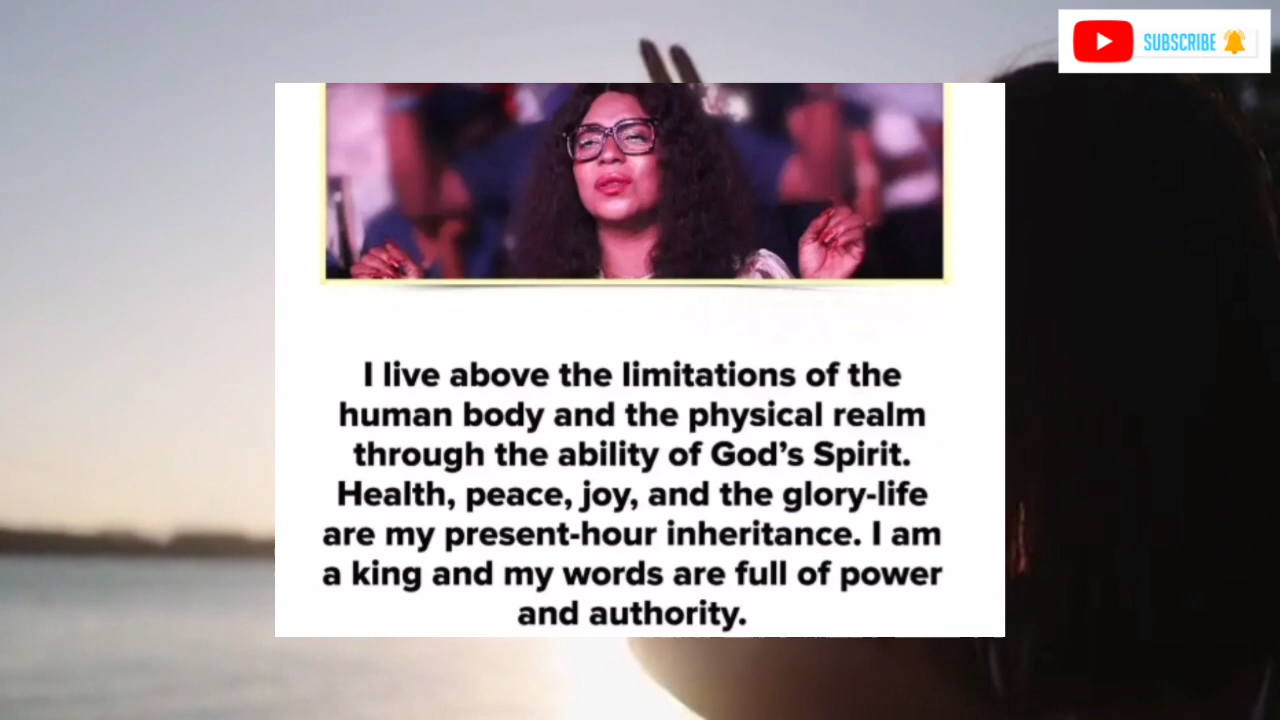 SUBSCRIBE
I live above the limitations of the
human body and the physical realm
through the ability of God’s Spirit.
Health, peace, joy, and the glory-life
are my present-hour inheritance. I am
a king and my words are full of power
and authority.